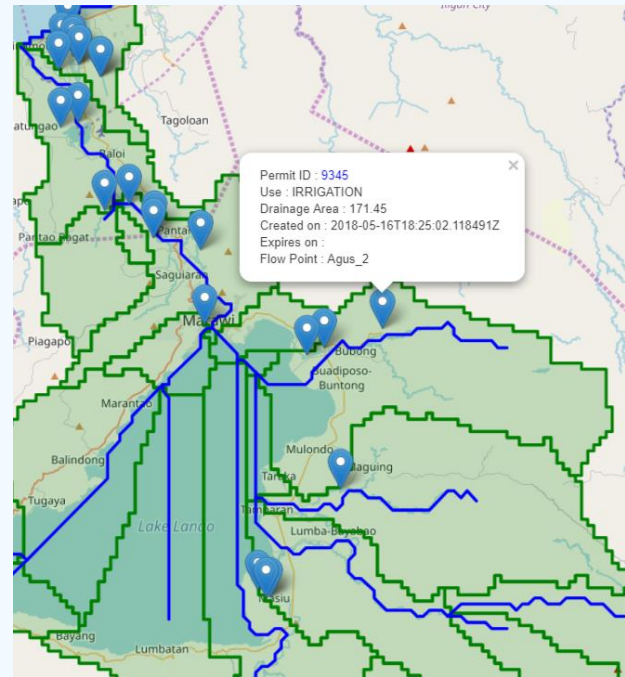 Iligan City
Tagoloan
Baloi
×
Permit ID : 9345
Use : IRRIGATION
Drainage Area : 171.45
Created on : 2018-05-16T18:25:02.118491Z
Expires on :
Flow Point : Agus_2
Pantao Ragat
Pantar
Saguiaran
Marawi
Piagapo
Bubong
Buadiposo-
Buntong
Marantao
Balindong
Mulondo
Maguing
Taraka
Tugaya
Tamparan
Lake Lanao
Lumba-Bayabao
Masiu
Bayang
Lumbatan